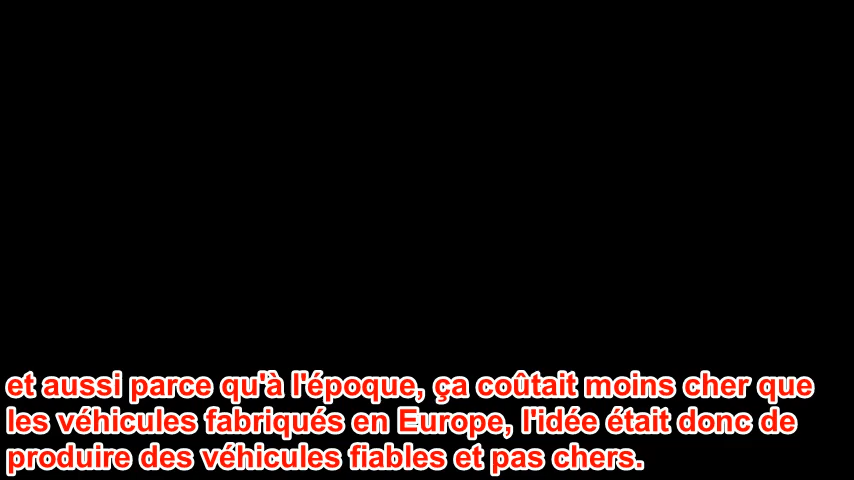 et aussi parce qu'à l'époque, ça coûtait moins cher que
les véhicules fabriqués en Europe, l'idée était donc de
produire des véhicules fiables et pas chers.